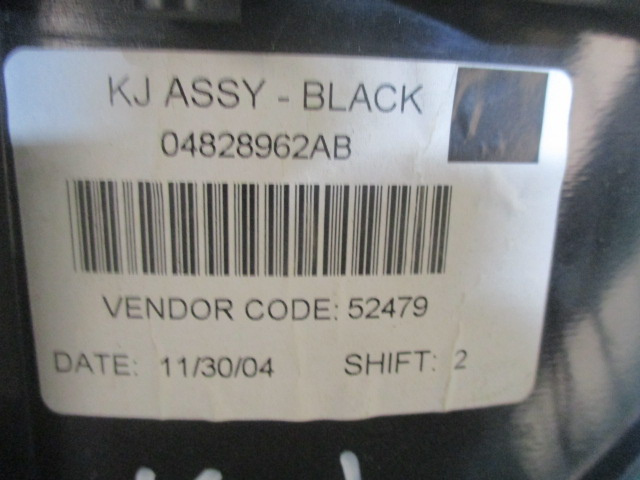 KJ ASSY - BLACK
04828962AB
VENDOR CODE: 52479
DATE: 11/30/04 SHIFT: 2